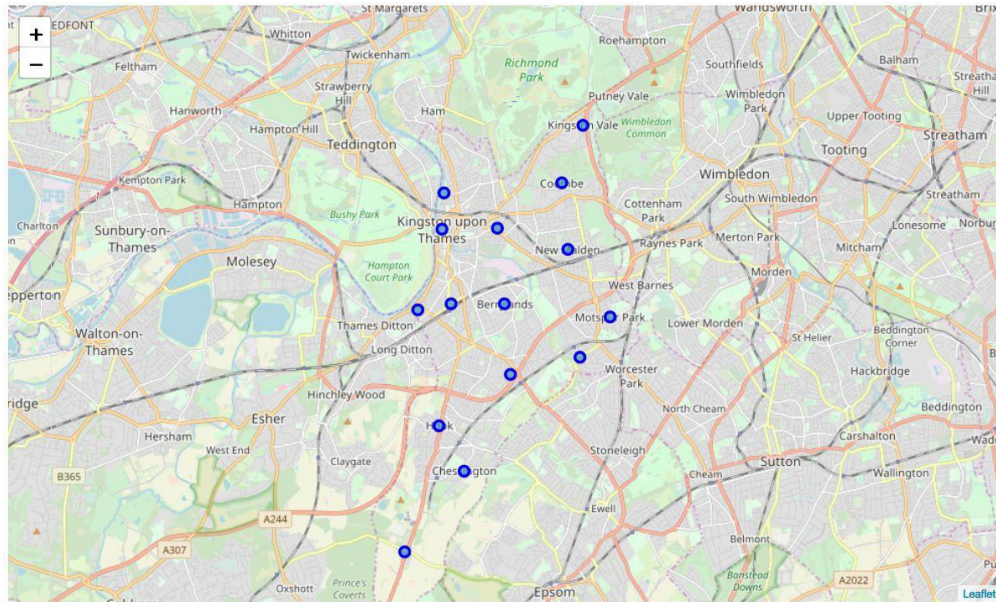 +
−
EDFONT
St Margarets
Wandsworth
Brix
Whitton
Roehampton
Feltham
Twickenham
Richmond
Park
Southfields
Balham
Streatha
Hill
Strawberry
Hill
Hanworth
Ham
Putney Vale
Wimbledon
Park
Upper Tooting
Hampton Hill
Kingston Vale
Wimbledon
Common
Streatham
Teddington
Tooting
Kempton Park
Hampton
Coombe
Wimbledon
Streatham
Charlton
Bushy Park
Cottenham
Park
South Wimbledon
Norbu
Sunbury-on-
Thames
Kingston upon
Thames
Lonesome
Raynes Park
Merton Park
Mitcham
New Malden
Molesey
Hampton
Court Park
Morden
West Barnes
epperton
Berrylands
Motspur Park
Walton-on-
Thames
Thames Ditton
Lower Morden
St Helier
Beddington
Corner
Long Ditton
Worcester
Park
Hackbridge
Hinchley Wood
ridge
Esher
North Cheam
Beddington
Hook
Hersham
Carshalton
West End
Stoneleigh
Wad
Claygate
Chessington
Cheam
Sutton
Wallington
B365
Ewell
A244
Belmont
A307
Prince's
Coverts
Banstead
Downs
A2022
Oxshott
Epsom
Leaflet